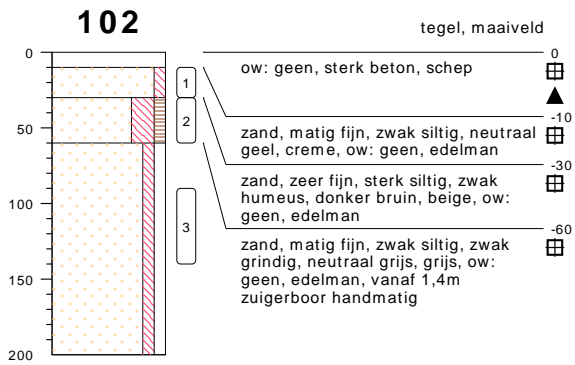 102
tegel, maaiveld
0
50
100
150
200
1
2
3
0
ow: geen, sterk beton, schep
-10
zand, matig fijn, zwak siltig, neutraal
geel, creme, ow: geen, edelman
-30
zand, zeer fijn, sterk siltig, zwak
humeus, donker bruin, beige, ow:
geen, edelman
-60
zand, matig fijn, zwak siltig, zwak
grindig, neutraal grijs, grijs, ow:
geen, edelman, vanaf 1,4m
zuigerboor handmatig